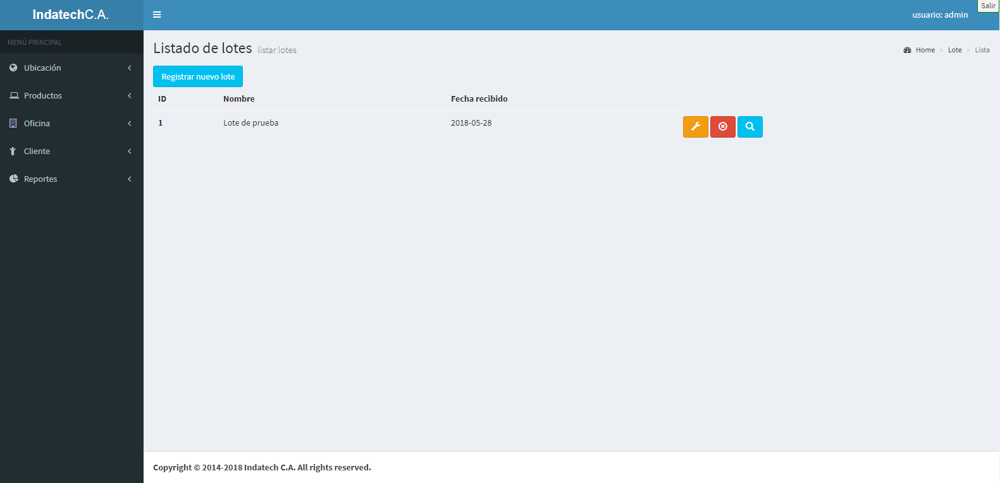 IndatechC.A.
usuario: admin
Salir
MENÚ PRINCIPAL
Ubicación
Productos
Oficina
Cliente
Reportes
Listado de lotes listar lotes
Home > Lote > Lista
Registrar nuevo lote
ID Nombre Fecha recibido
1 Lote de prueba 2018-05-28
Copyright © 2014-2018 Indatech C.A. All rights reserved.